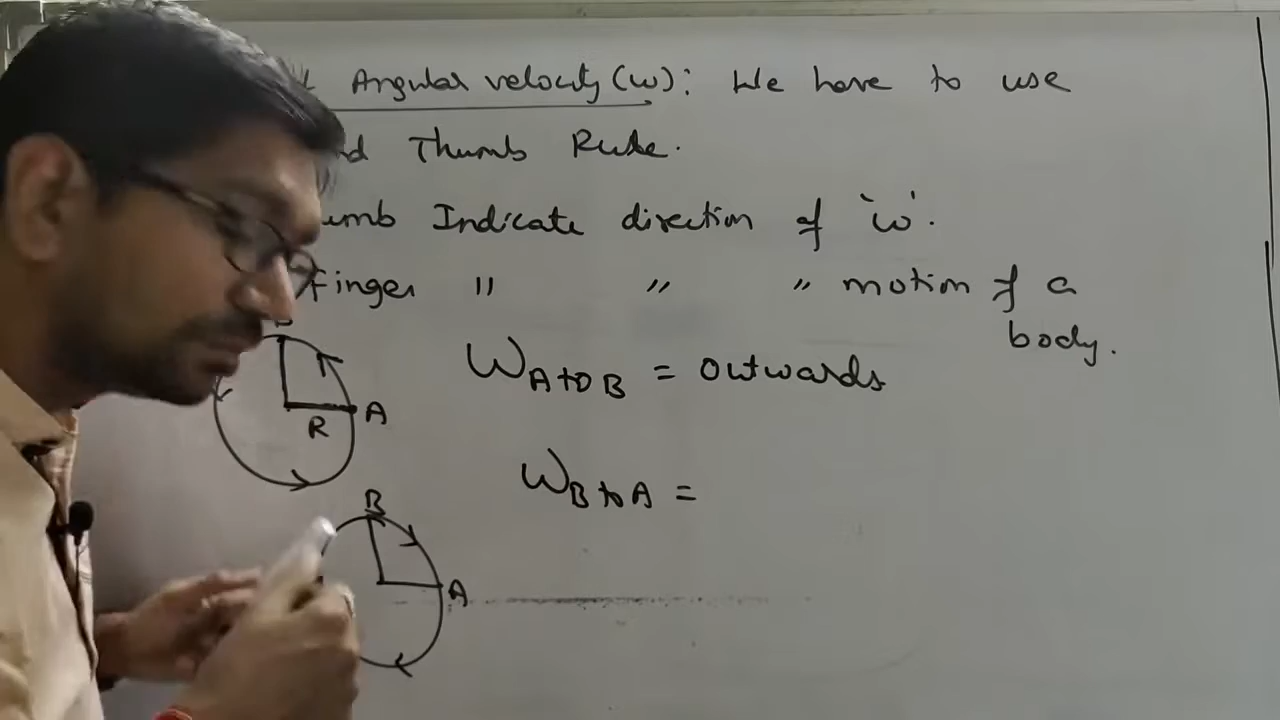 Angular velocity (ω): We have to use
Thumb Rule.
Indicate direction of 'ω'.
finger " " " motion of a
body.
ω A to B = outwards
R A
ω B to A =
B
A